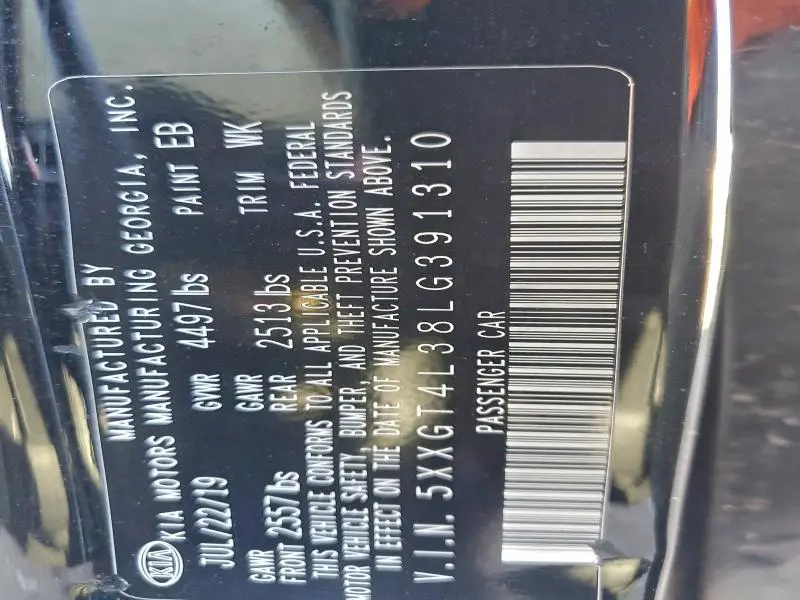 MANUFACTURED BY
KIA KIA MOTORS MANUFACTURING GEORGIA, INC.
JUL/22/19 GVWR 4497lbs PAINT EB
GAWR FRONT 2557lbs GAWR REAR 2513lbs TRIM WK
THIS VEHICLE CONFORMS TO ALL APPLICABLE U.S.A. FEDERAL
MOTOR VEHICLE SAFETY, BUMPER, AND THEFT PREVENTION STANDARDS
IN EFFECT ON THE DATE OF MANUFACTURE SHOWN ABOVE.
V.I.N. 5XXGT4L38LG391310
PASSENGER CAR